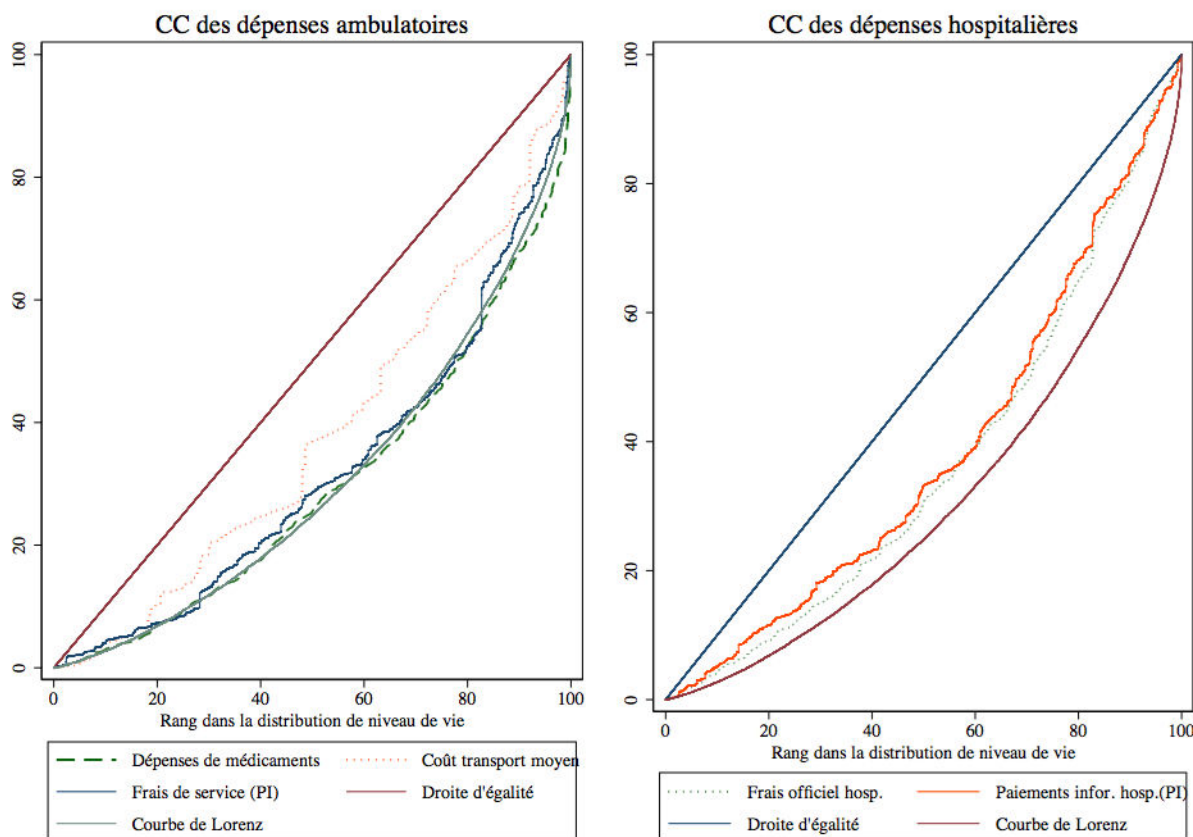 CC des dépenses ambulatoires
100
80
60
40
20
0
0 20 40 60 80 100
Rang dans la distribution de niveau de vie
Dépenses de médicaments Coût transport moyen
Frais de service (PI) Droite d'égalité
Courbe de Lorenz
CC des dépenses hospitalières
100
80
60
40
20
0
0 20 40 60 80 100
Rang dans la distribution de niveau de vie
Frais officiel hosp. Paiements infor. hosp.(PI)
Droite d'égalité Courbe de Lorenz